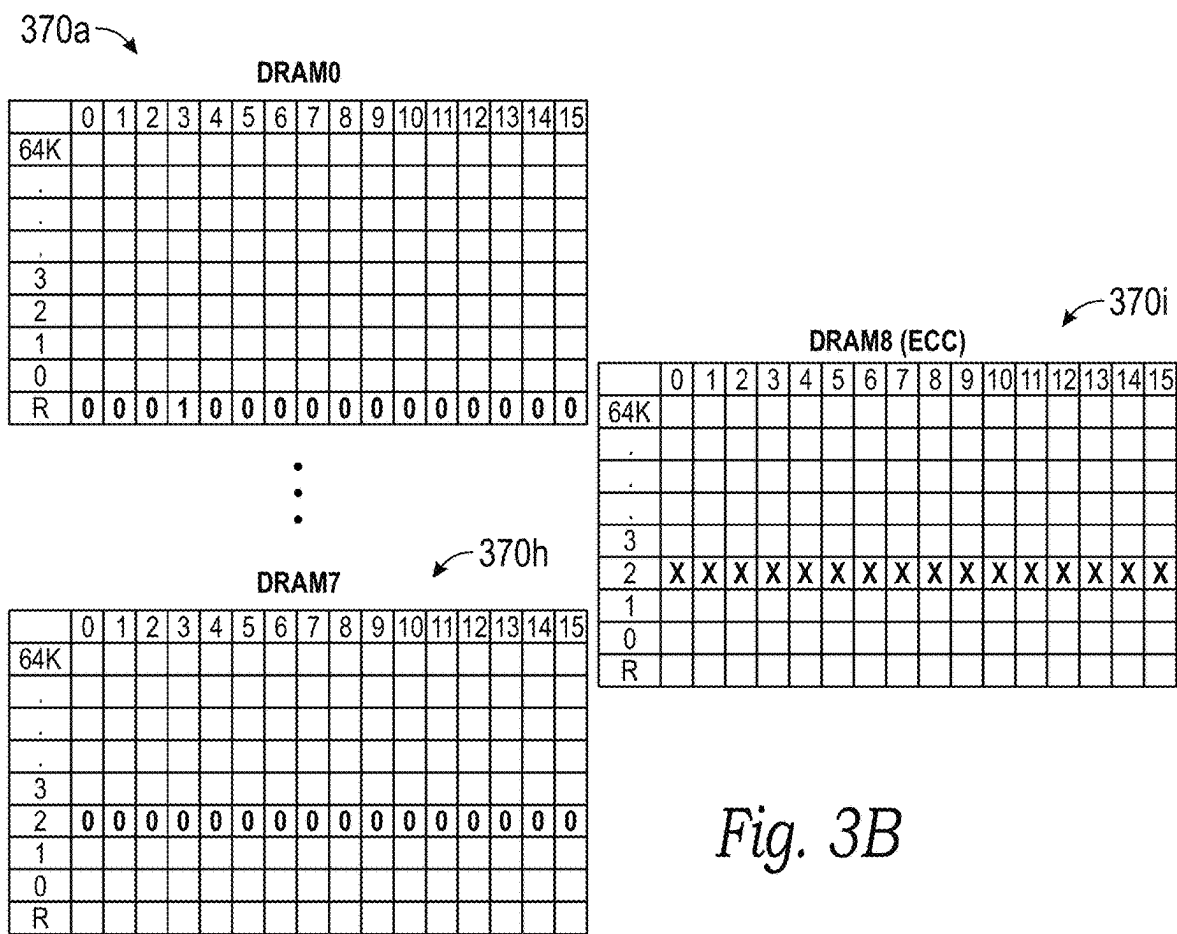 370a
DRAM0
0 1 2 3 4 5 6 7 8 9 10 11 12 13 14 15
64K
.
.
.
3
2
1
0
R 0 0 0 1 0 0 0 0 0 0 0 0 0 0 0 0
370h
DRAM7
0 1 2 3 4 5 6 7 8 9 10 11 12 13 14 15
64K
.
.
.
3
2 0 0 0 0 0 0 0 0 0 0 0 0 0 0 0 0
1
0
R
370i
DRAM8 (ECC)
0 1 2 3 4 5 6 7 8 9 10 11 12 13 14 15
64K
.
.
.
3
2 X X X X X X X X X X X X X X X X
1
0
R
Fig. 3B